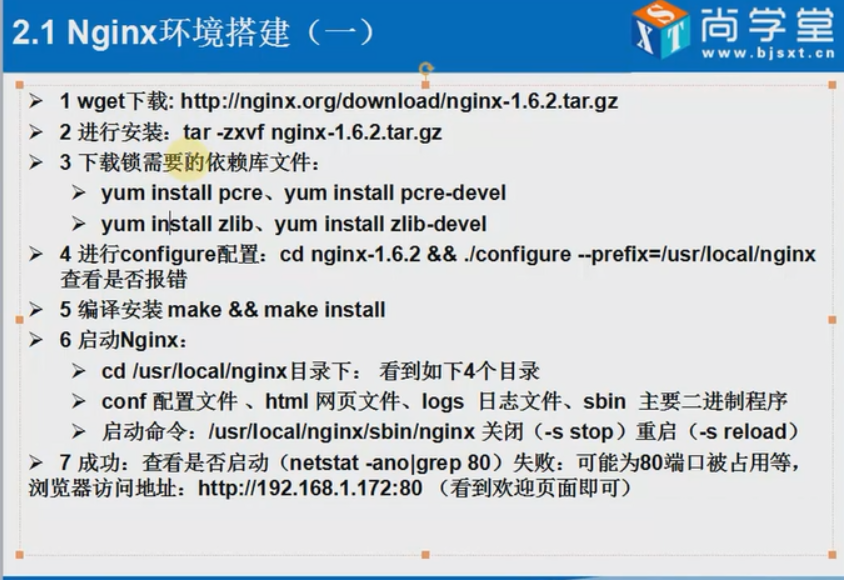 2.1 Nginx环境搭建（一）
尚学堂
www.bjsxt.cn
➢ 1 wget下载: http://nginx.org/download/nginx-1.6.2.tar.gz
➢ 2 进行安装：tar -zxvf nginx-1.6.2.tar.gz
➢ 3 下载锁需要的依赖库文件：
➢ yum install pcre、yum install pcre-devel
➢ yum install zlib、yum install zlib-devel
➢ 4 进行configure配置：cd nginx-1.6.2 && ./configure --prefix=/usr/local/nginx
查看是否报错
➢ 5 编译安装 make && make install
➢ 6 启动Nginx：
➢ cd /usr/local/nginx目录下： 看到如下4个目录
➢ conf 配置文件 、html 网页文件、logs 日志文件、sbin 主要二进制程序
➢ 启动命令：/usr/local/nginx/sbin/nginx 关闭（-s stop）重启（-s reload）
➢ 7 成功：查看是否启动（netstat -ano|grep 80）失败：可能为80端口被占用等，
浏览器访问地址：http://192.168.1.172:80 （看到欢迎页面即可）